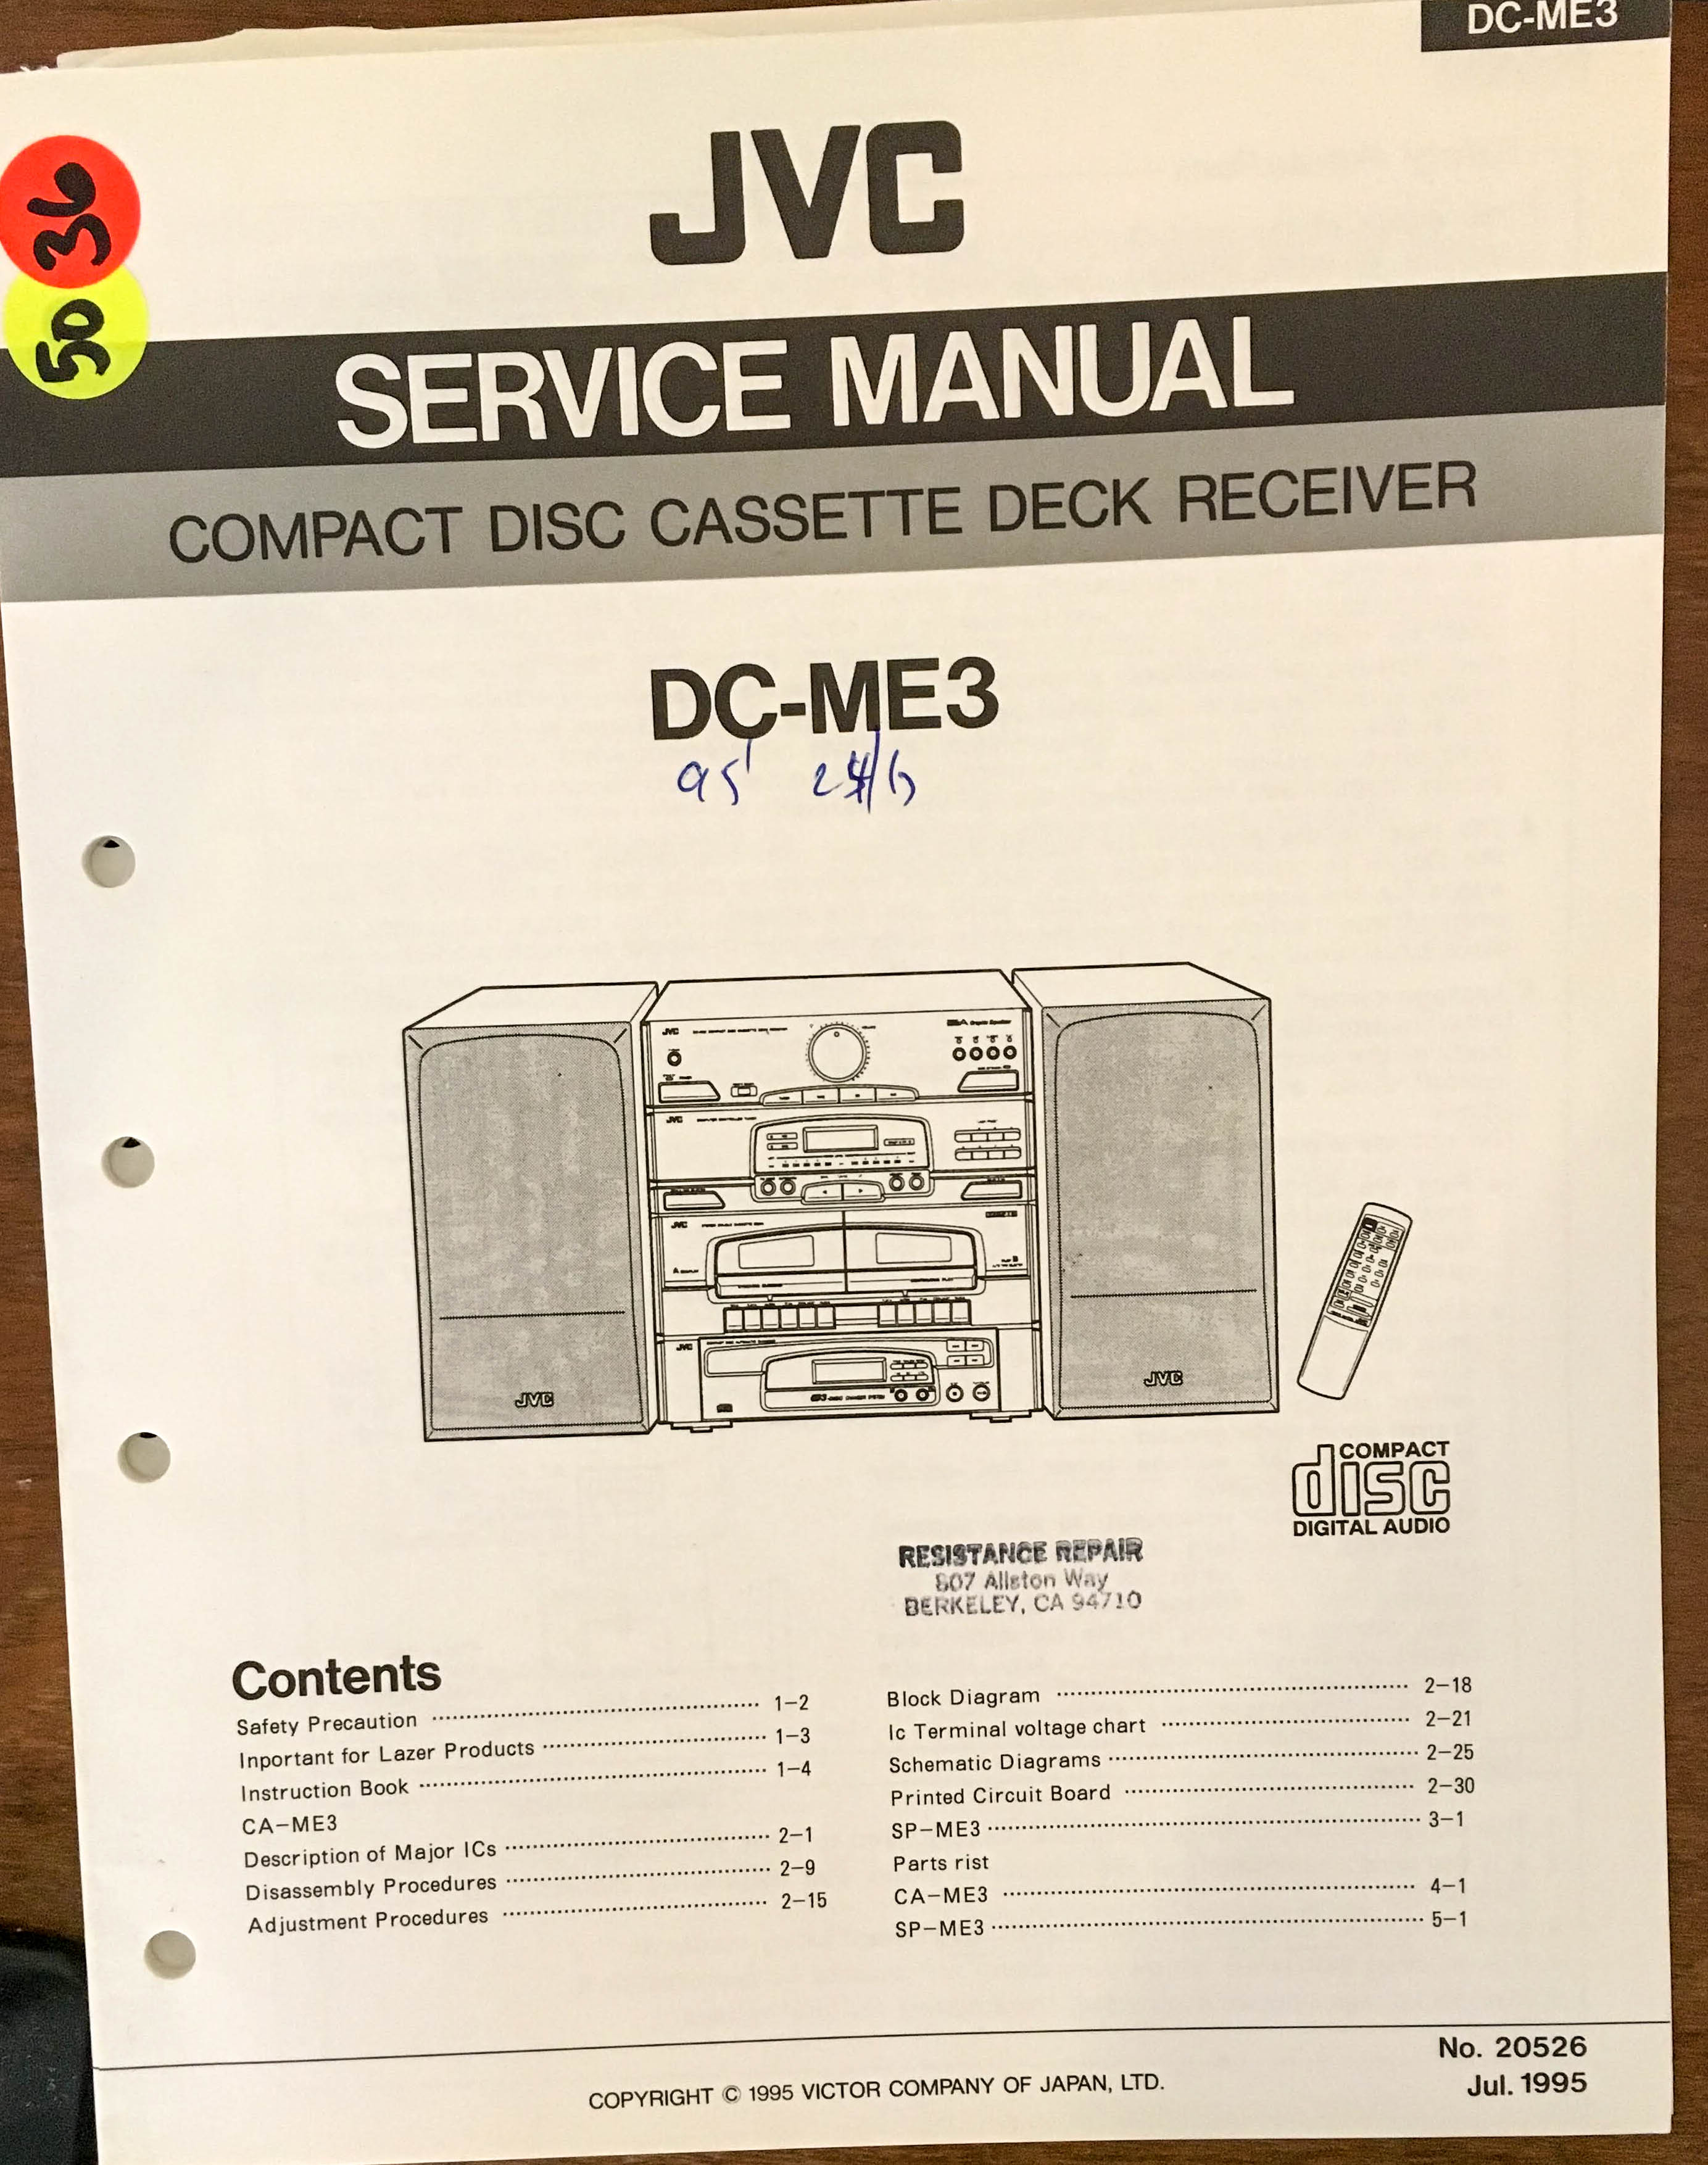 DC-ME3
JVC
36
50
SERVICE MANUAL
COMPACT DISC CASSETTE DECK RECEIVER
DC-ME3
95'
JVC
JVC
JVC
JVC
JVC
JVC
COMPACT
disc
DIGITAL AUDIO
RESISTANCE REPAIR
807 Allston Way
BERKELEY, CA 94710
Contents
Safety Precaution 1-2
Inportant for Lazer Products 1-3
Instruction Book 1-4
CA-ME3
Description of Major ICs 2-1
Disassembly Procedures 2-9
Adjustment Procedures 2-15
Block Diagram 2-18
Ic Terminal voltage chart 2-21
Schematic Diagrams 2-25
Printed Circuit Board 2-30
SP-ME3 3-1
Parts rist
CA-ME3 4-1
SP-ME3 5-1
No. 20526
COPYRIGHT © 1995 VICTOR COMPANY OF JAPAN, LTD.
Jul. 1995